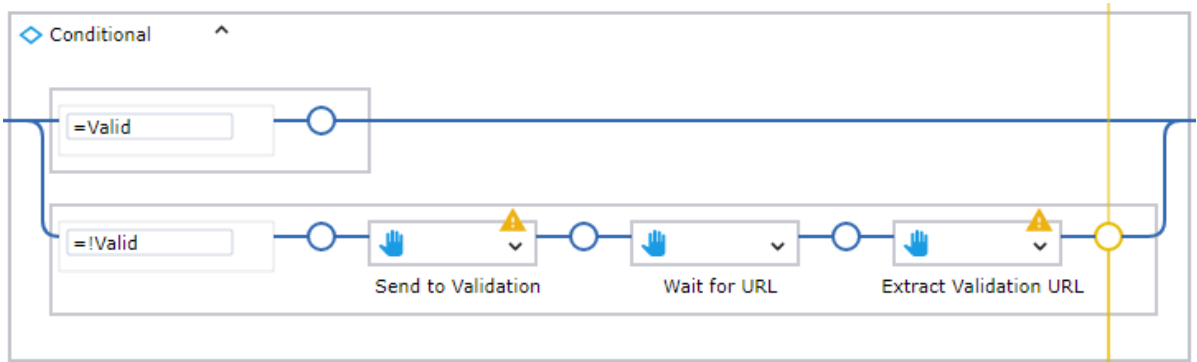 Conditional
=Valid
=!Valid
Send to Validation
Wait for URL
Extract Validation URL